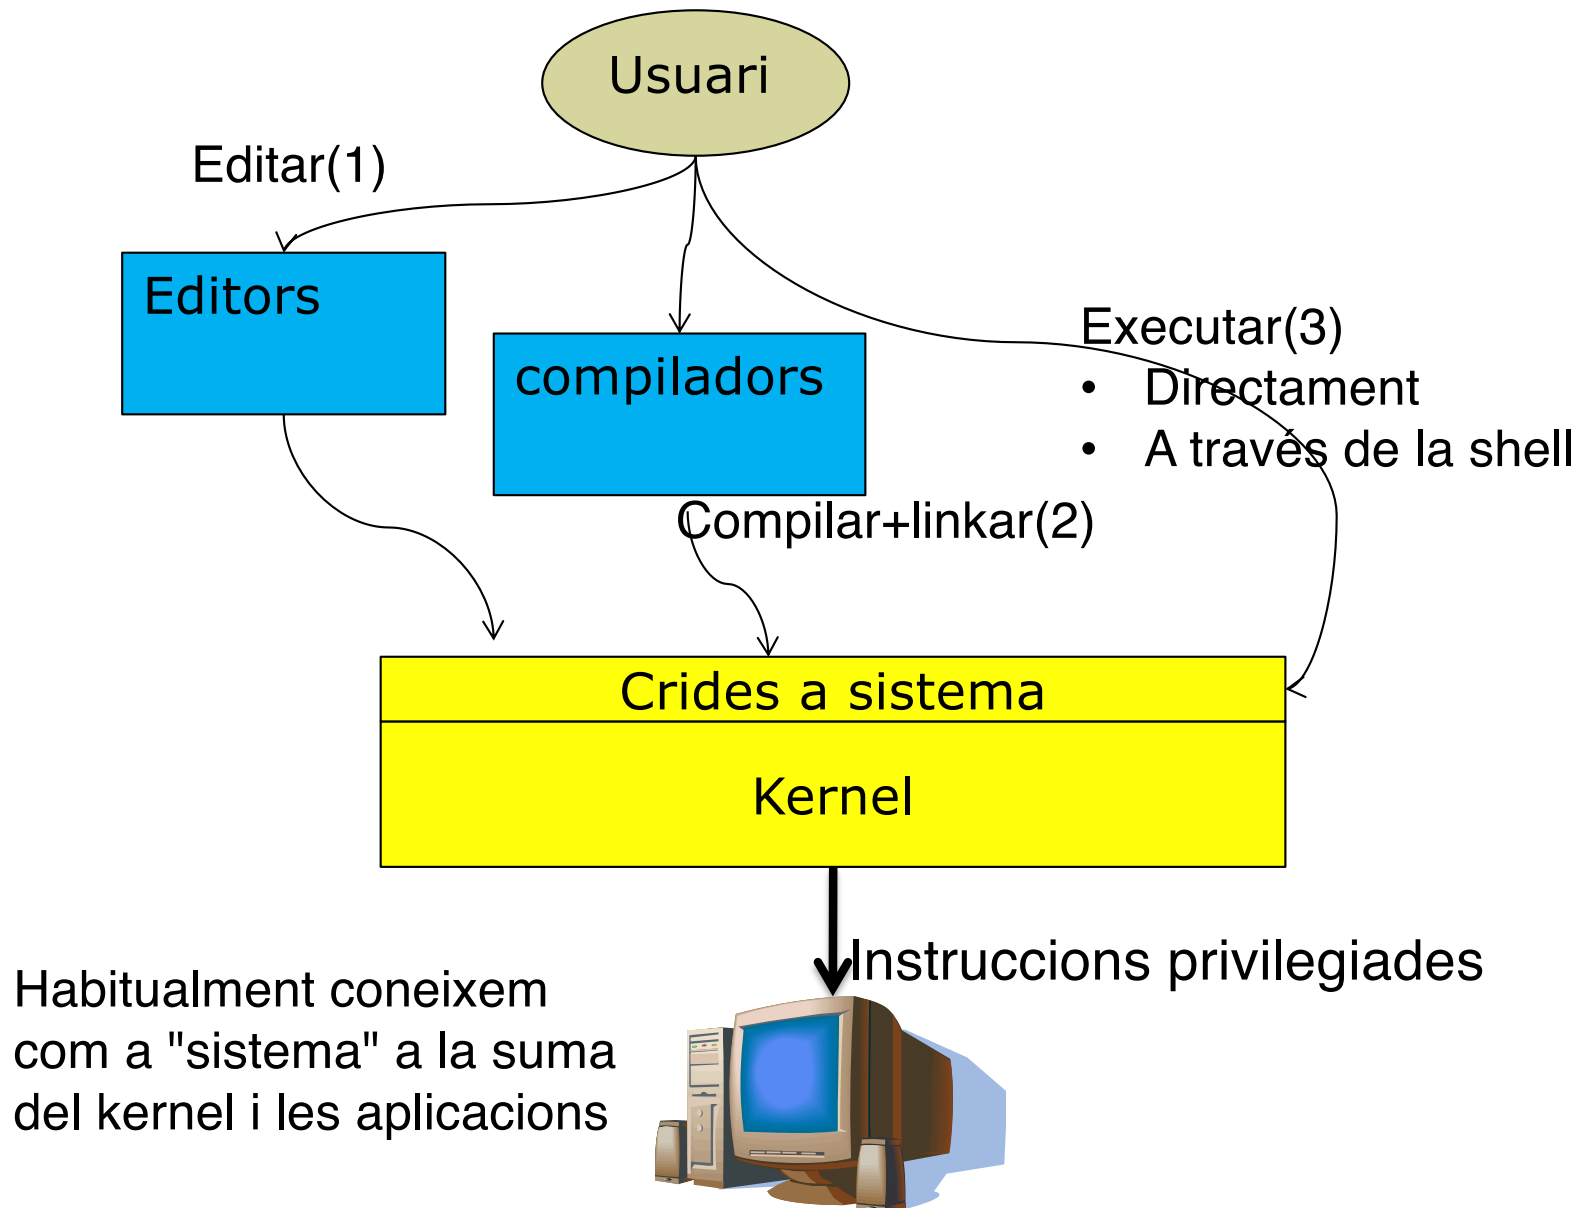 Usuari
Editar(1)
Editors
compiladors
Executar(3)
• Directament
• A través de la shell
Compilar+linkar(2)
Crides a sistema
Kernel
Instruccions privilegiades
Habitualment coneixem
com a "sistema" a la suma
del kernel i les aplicacions